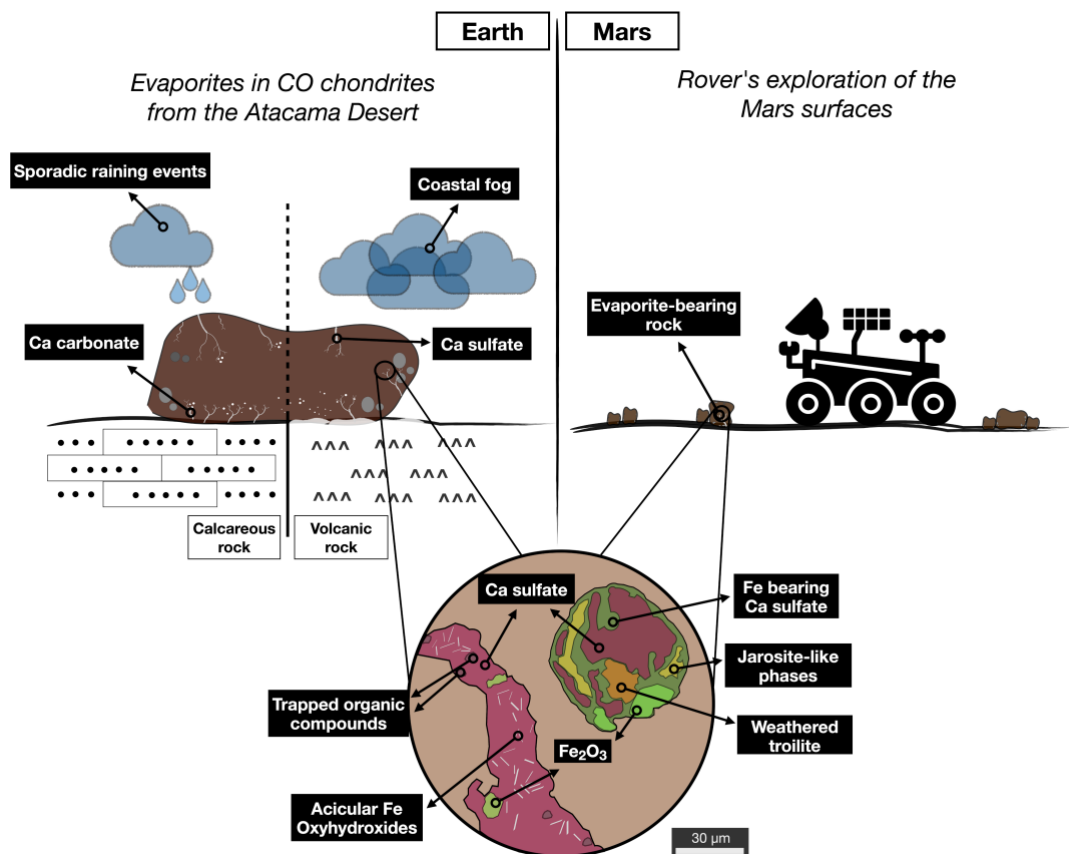 Earth
Mars
Evaporites in CO chondrites
from the Atacama Desert
Rover's exploration of the
Mars surfaces
Sporadic raining events
Coastal fog
Evaporite-bearing
rock
Ca carbonate
Ca sulfate
Calcareous
rock
Volcanic
rock
Ca sulfate
Fe bearing
Ca sulfate
Jarosite-like
phases
Trapped organic
compounds
Weathered
troilite
Fe₂O₃
Acicular Fe
Oxyhydroxides
30 µm